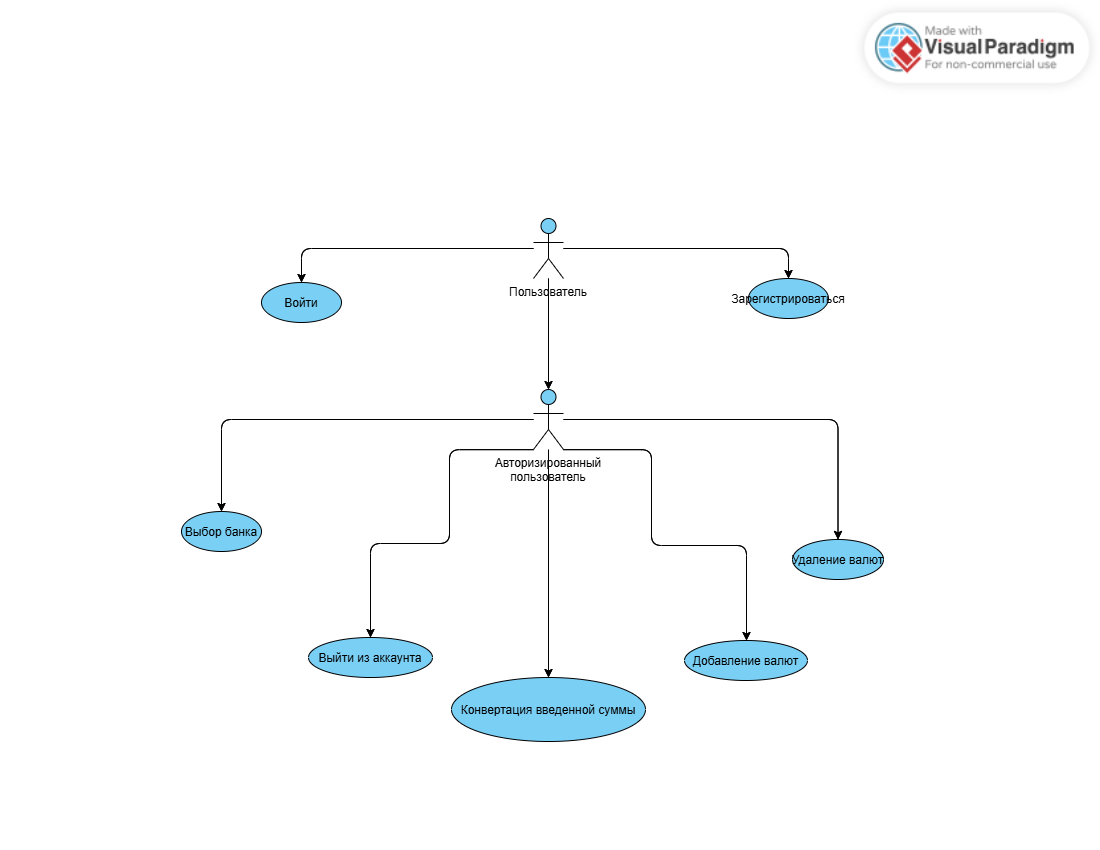 Made with
Visual Paradigm
For non-commercial use
Пользователь
Войти
Зарегистрироваться
Авторизированный
пользователь
Выбор банка
Удаление валют
Выйти из аккаунта
Добавление валют
Конвертация введенной суммы